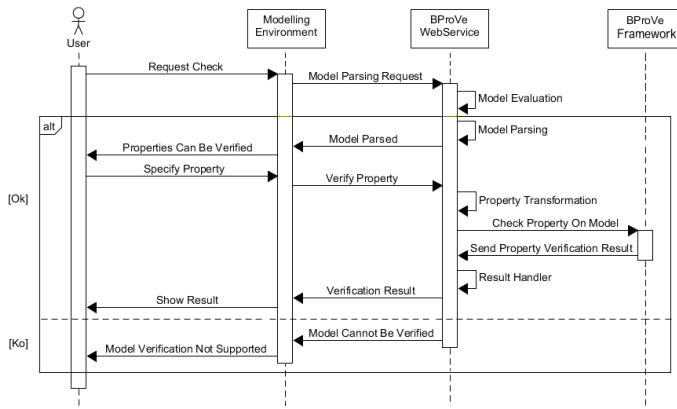 User
Modelling
Environment
BProVe
WebService
BProVe
Framework
Request Check
Model Parsing Request
Model Evaluation
alt
Model Parsing
Model Parsed
Properties Can Be Verified
Specify Property
Verify Property
[Ok]
Property Transformation
Check Property On Model
Send Property Verification Result
Result Handler
Verification Result
Show Result
Model Cannot Be Verified
[Ko]
Model Verification Not Supported